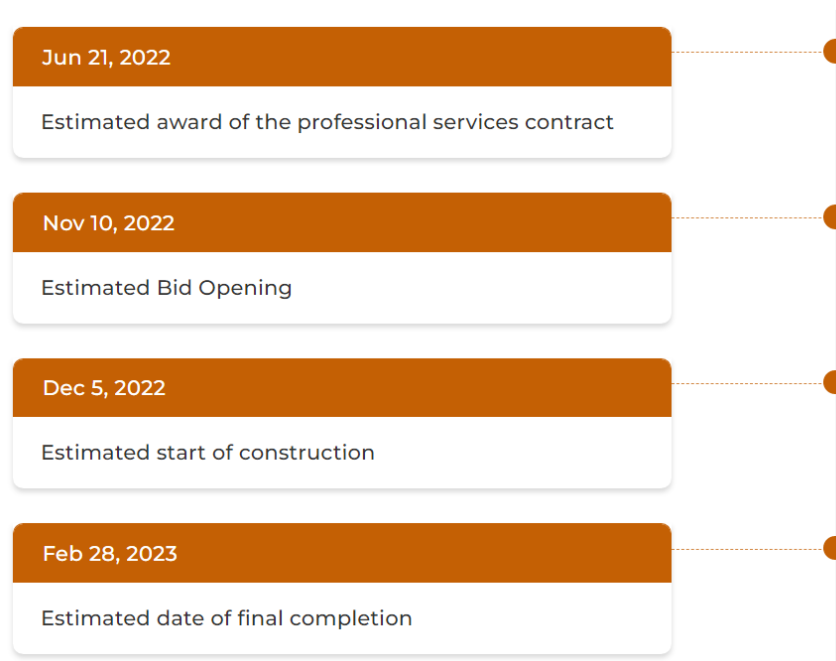 Jun 21, 2022
Estimated award of the professional services contract
Nov 10, 2022
Estimated Bid Opening
Dec 5, 2022
Estimated start of construction
Feb 28, 2023
Estimated date of final completion